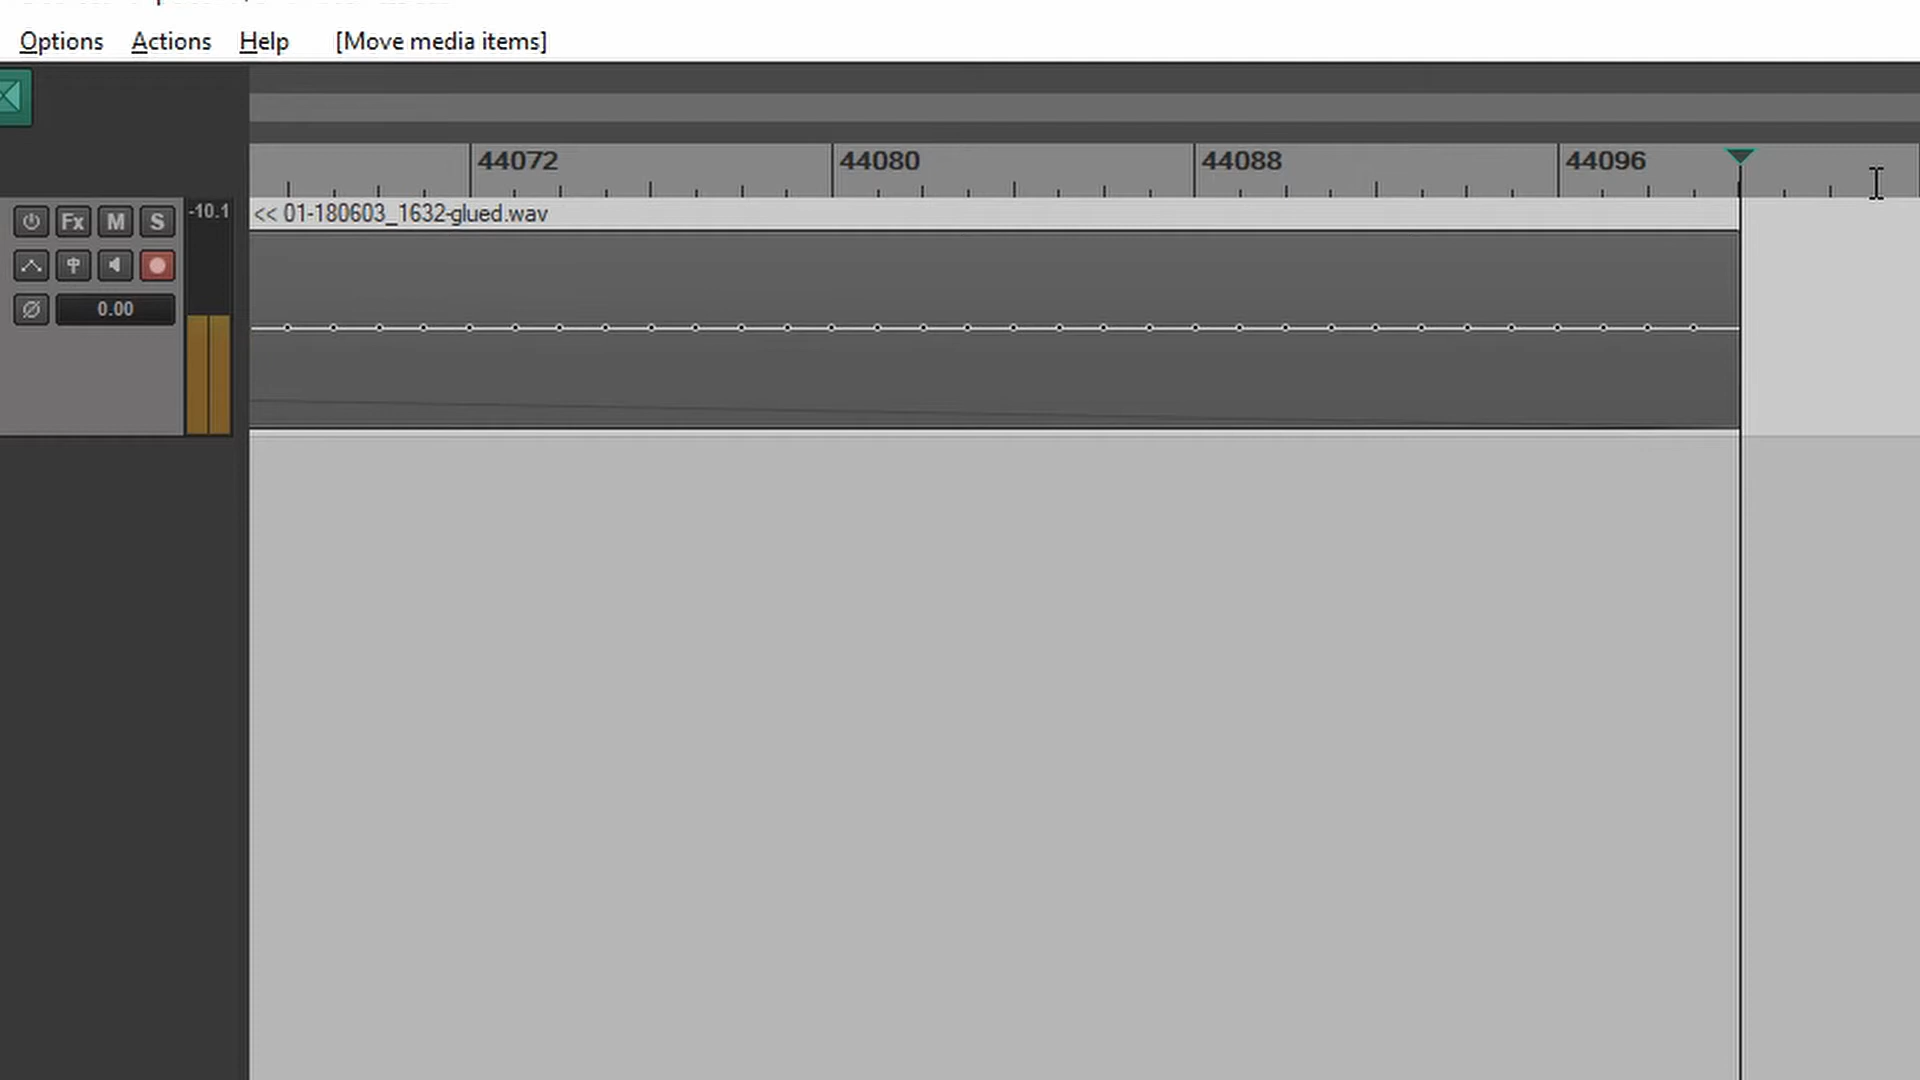 Options Actions Help [Move media items]
44072 44080 44088 44096
Fx M S -10.1
<< 01-180603_1632-glued.wav
0.00